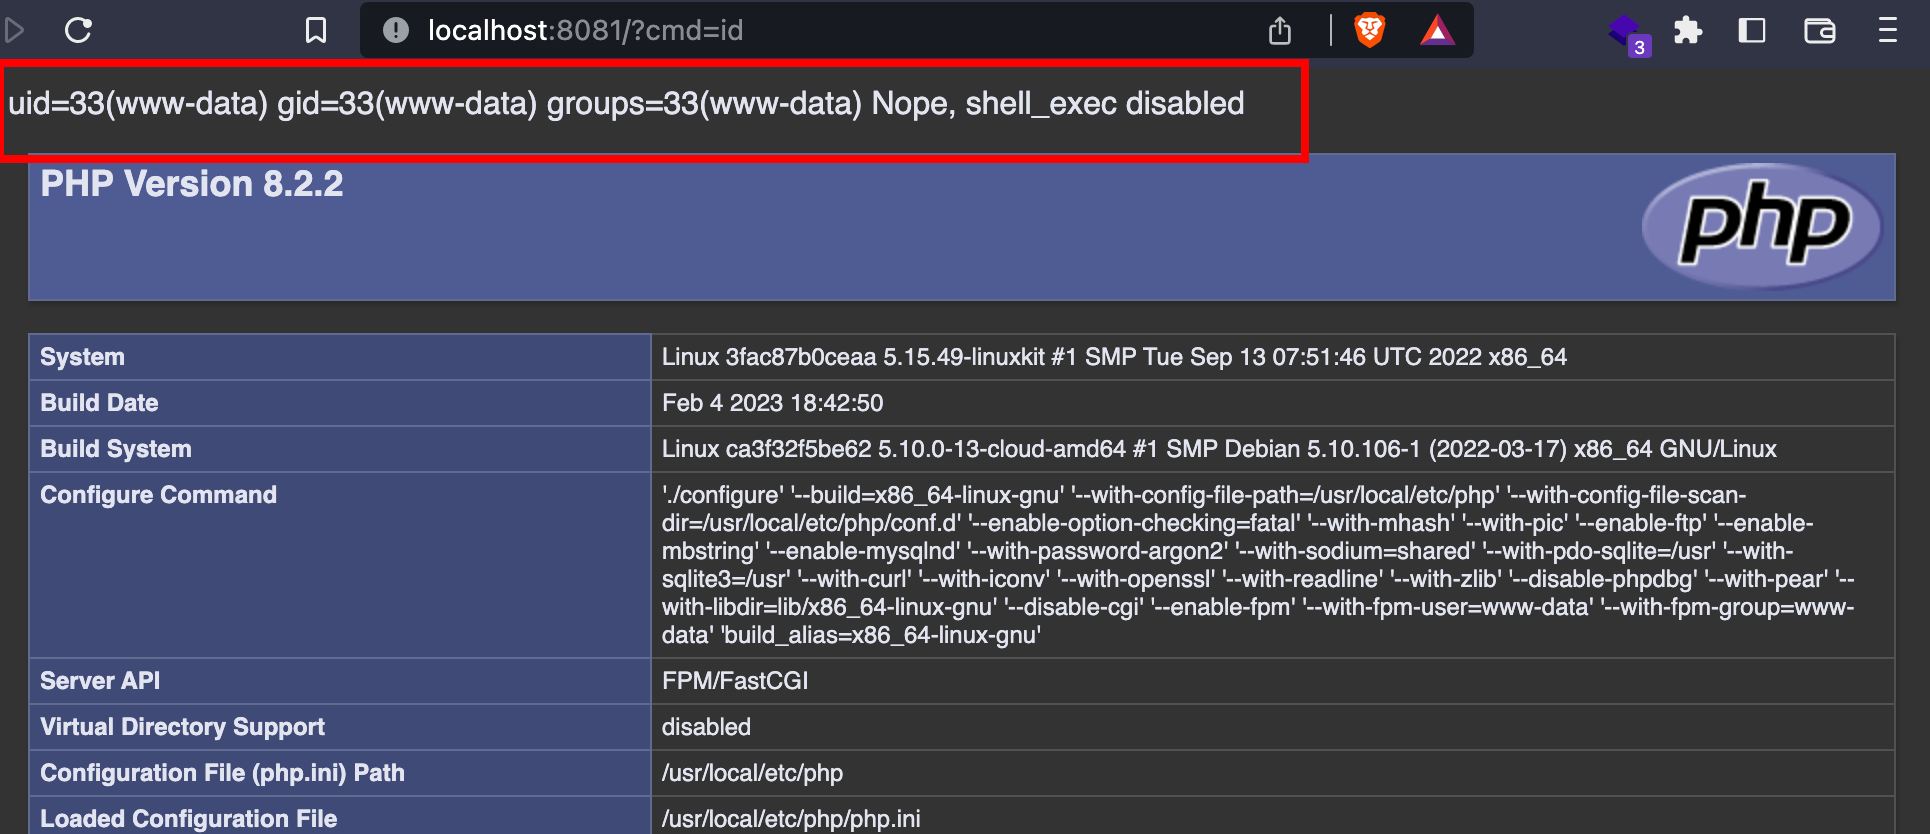 localhost:8081/?cmd=id
3
uid=33(www-data) gid=33(www-data) groups=33(www-data) Nope, shell_exec disabled
PHP Version 8.2.2
php
System
Linux 3fac87b0ceaa 5.15.49-linuxkit #1 SMP Tue Sep 13 07:51:46 UTC 2022 x86_64
Build Date
Feb 4 2023 18:42:50
Build System
Linux ca3f32f5be62 5.10.0-13-cloud-amd64 #1 SMP Debian 5.10.106-1 (2022-03-17) x86_64 GNU/Linux
Configure Command
'./configure' '--build=x86_64-linux-gnu' '--with-config-file-path=/usr/local/etc/php' '--with-config-file-scan-
dir=/usr/local/etc/php/conf.d' '--enable-option-checking=fatal' '--with-mhash' '--with-pic' '--enable-ftp' '--enable-
mbstring' '--enable-mysqlnd' '--with-password-argon2' '--with-sodium=shared' '--with-pdo-sqlite=/usr' '--with-
sqlite3=/usr' '--with-curl' '--with-iconv' '--with-openssl' '--with-readline' '--with-zlib' '--disable-phpdbg' '--with-pear' '--
with-libdir=lib/x86_64-linux-gnu' '--disable-cgi' '--enable-fpm' '--with-fpm-user=www-data' '--with-fpm-group=www-
data' 'build_alias=x86_64-linux-gnu'
Server API
FPM/FastCGI
Virtual Directory Support
disabled
Configuration File (php.ini) Path
/usr/local/etc/php
Loaded Configuration File
/usr/local/etc/php/php.ini